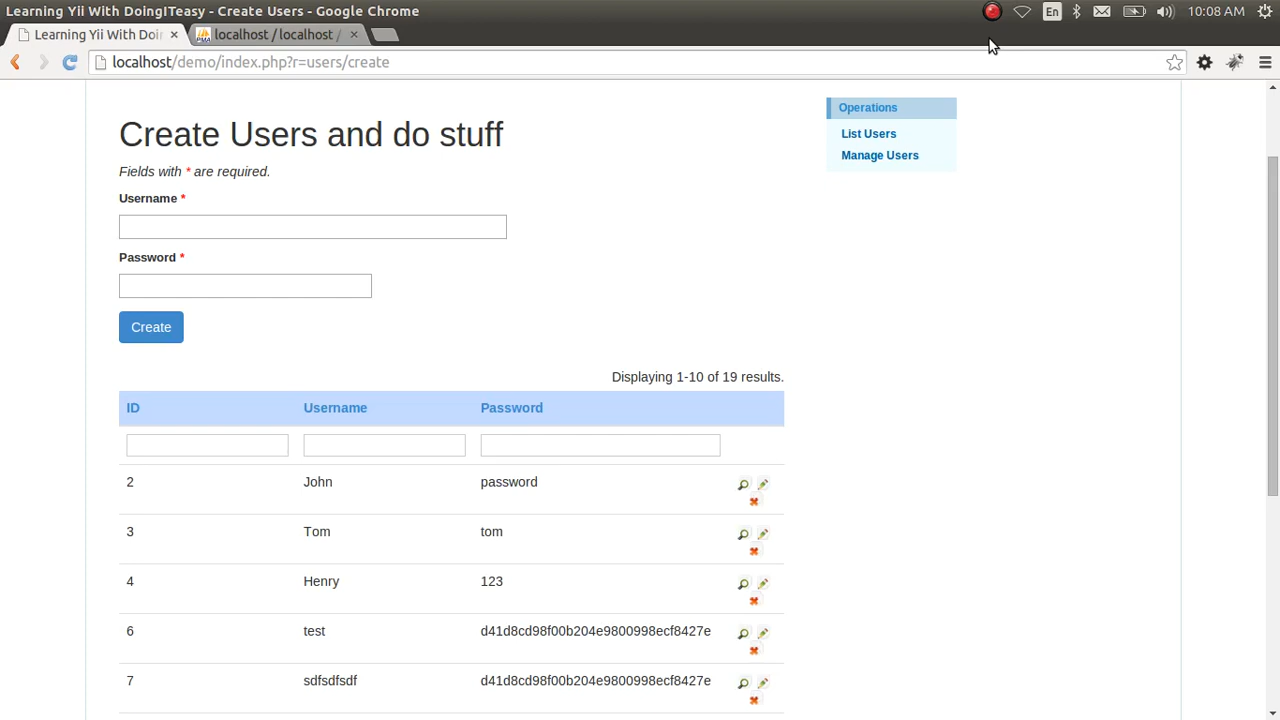 Learning Yii With DoingITeasy - Create Users - Google Chrome
En
10:08 AM
Learning Yii With Doi
PMA
localhost / localhost /
localhost/demo/index.php?r=users/create
Operations
List Users
Manage Users
Create Users and do stuff
Fields with * are required.
Username *
Password *
Create
Displaying 1-10 of 19 results.
ID Username Password
2 John password
3 Tom tom
4 Henry 123
6 test d41d8cd98f00b204e9800998ecf8427e
7 sdfsdfsdf d41d8cd98f00b204e9800998ecf8427e